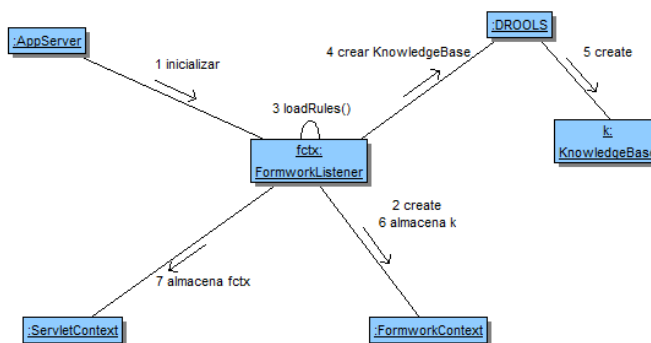 :DROOLS
:AppServer
4 crear KnowledgeBase
5 create
1 inicializar
3 loadRules()
k:
KnowledgeBase
fctx:
FormworkListener
2 create
6 almacena k
7 almacena fctx
:ServletContext
:FormworkContext